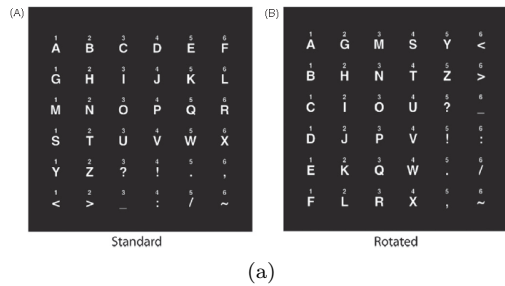 (A)
1 2 3 4 5 6
A B C D E F
1 2 3 4 5 6
G H I J K L
1 2 3 4 5 6
M N O P Q R
1 2 3 4 5 6
S T U V W X
1 2 3 4 5 6
Y Z ? ! . ,
1 2 3 4 5 6
< > _ : / ~
Standard
(B)
1 2 3 4 5 6
A G M S Y <
1 2 3 4 5 6
B H N T Z >
1 2 3 4 5 6
C I O U ? _
1 2 3 4 5 6
D J P V ! :
1 2 3 4 5 6
E K Q W . /
1 2 3 4 5 6
F L R X , ~
Rotated
(a)